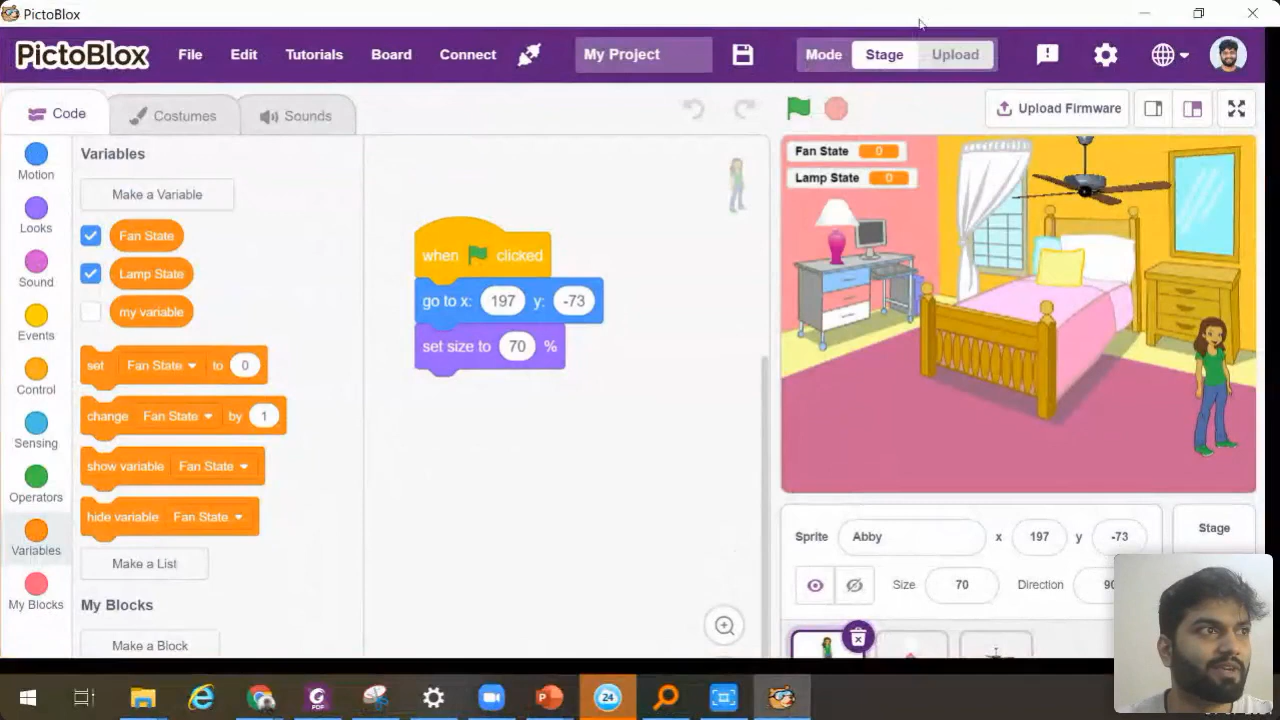 PictoBlox
PictoBlox File Edit Tutorials Board Connect My Project Mode Stage Upload
Code Costumes Sounds Upload Firmware
Motion
Looks
Sound
Events
Control
Sensing
Operators
Variables
My Blocks
Variables
Make a Variable
Fan State
Lamp State
my variable
set Fan State to 0
change Fan State by 1
show variable Fan State
hide variable Fan State
Make a List
My Blocks
Make a Block
when clicked
go to x: 197 y: -73
set size to 70 %
Fan State 0
Lamp State 0
Sprite Abby x 197 y -73
Size 70 Direction 90
Stage
24